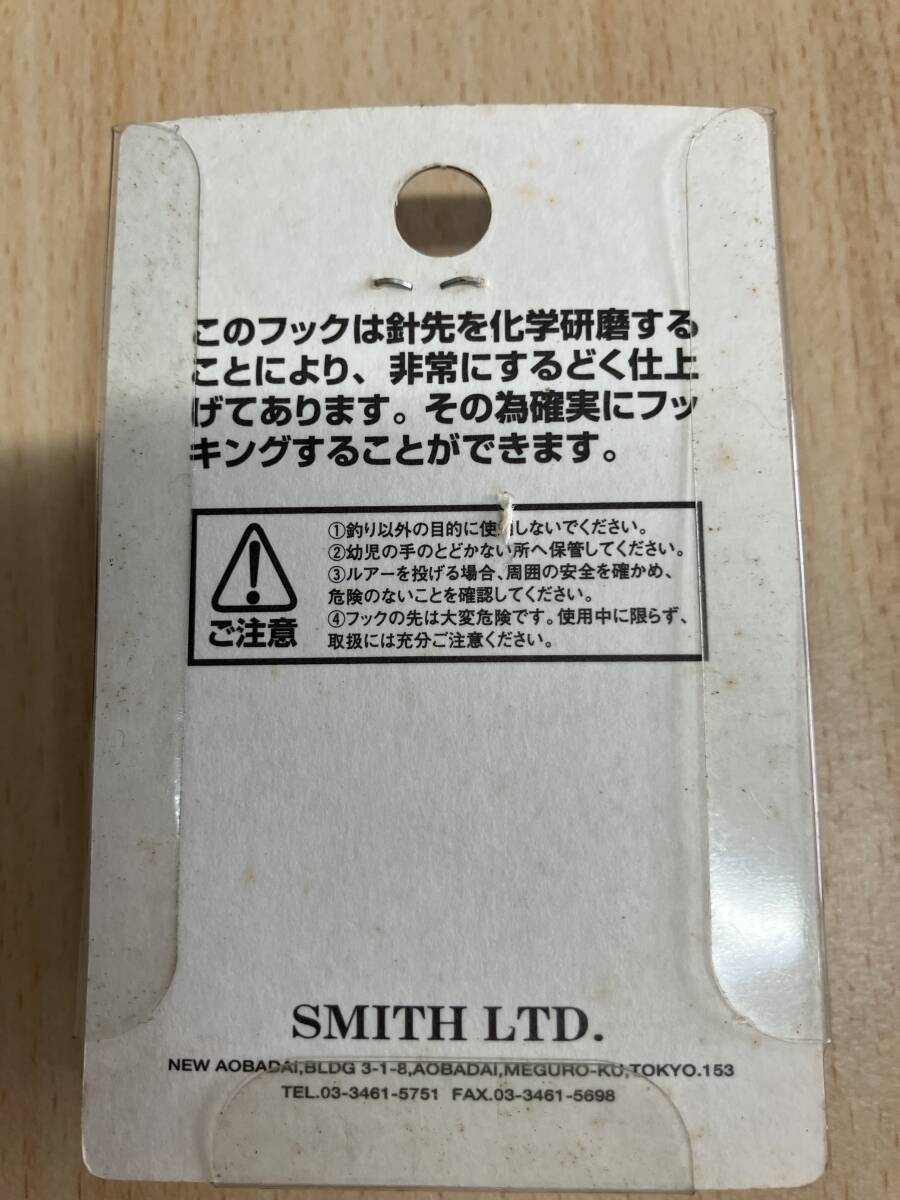 このフックは針先を化学研磨する
ことにより、非常にするどく仕上
げてあります。その為確実にフッ
キングすることができます。
①釣り以外の目的に使用しないでください。
②幼児の手のとどかない所へ保管してください。
③ルアーを投げる場合、周囲の安全を確かめ、
危険のないことを確認してください。
④フックの先は大変危険です。使用中に限らず、
取扱には充分ご注意ください。
ご注意
SMITH LTD.
NEW AOBADAI,BLDG 3-1-8,AOBADAI,MEGURO-KU,TOKYO.153
TEL.03-3461-5751 FAX.03-3461-5698